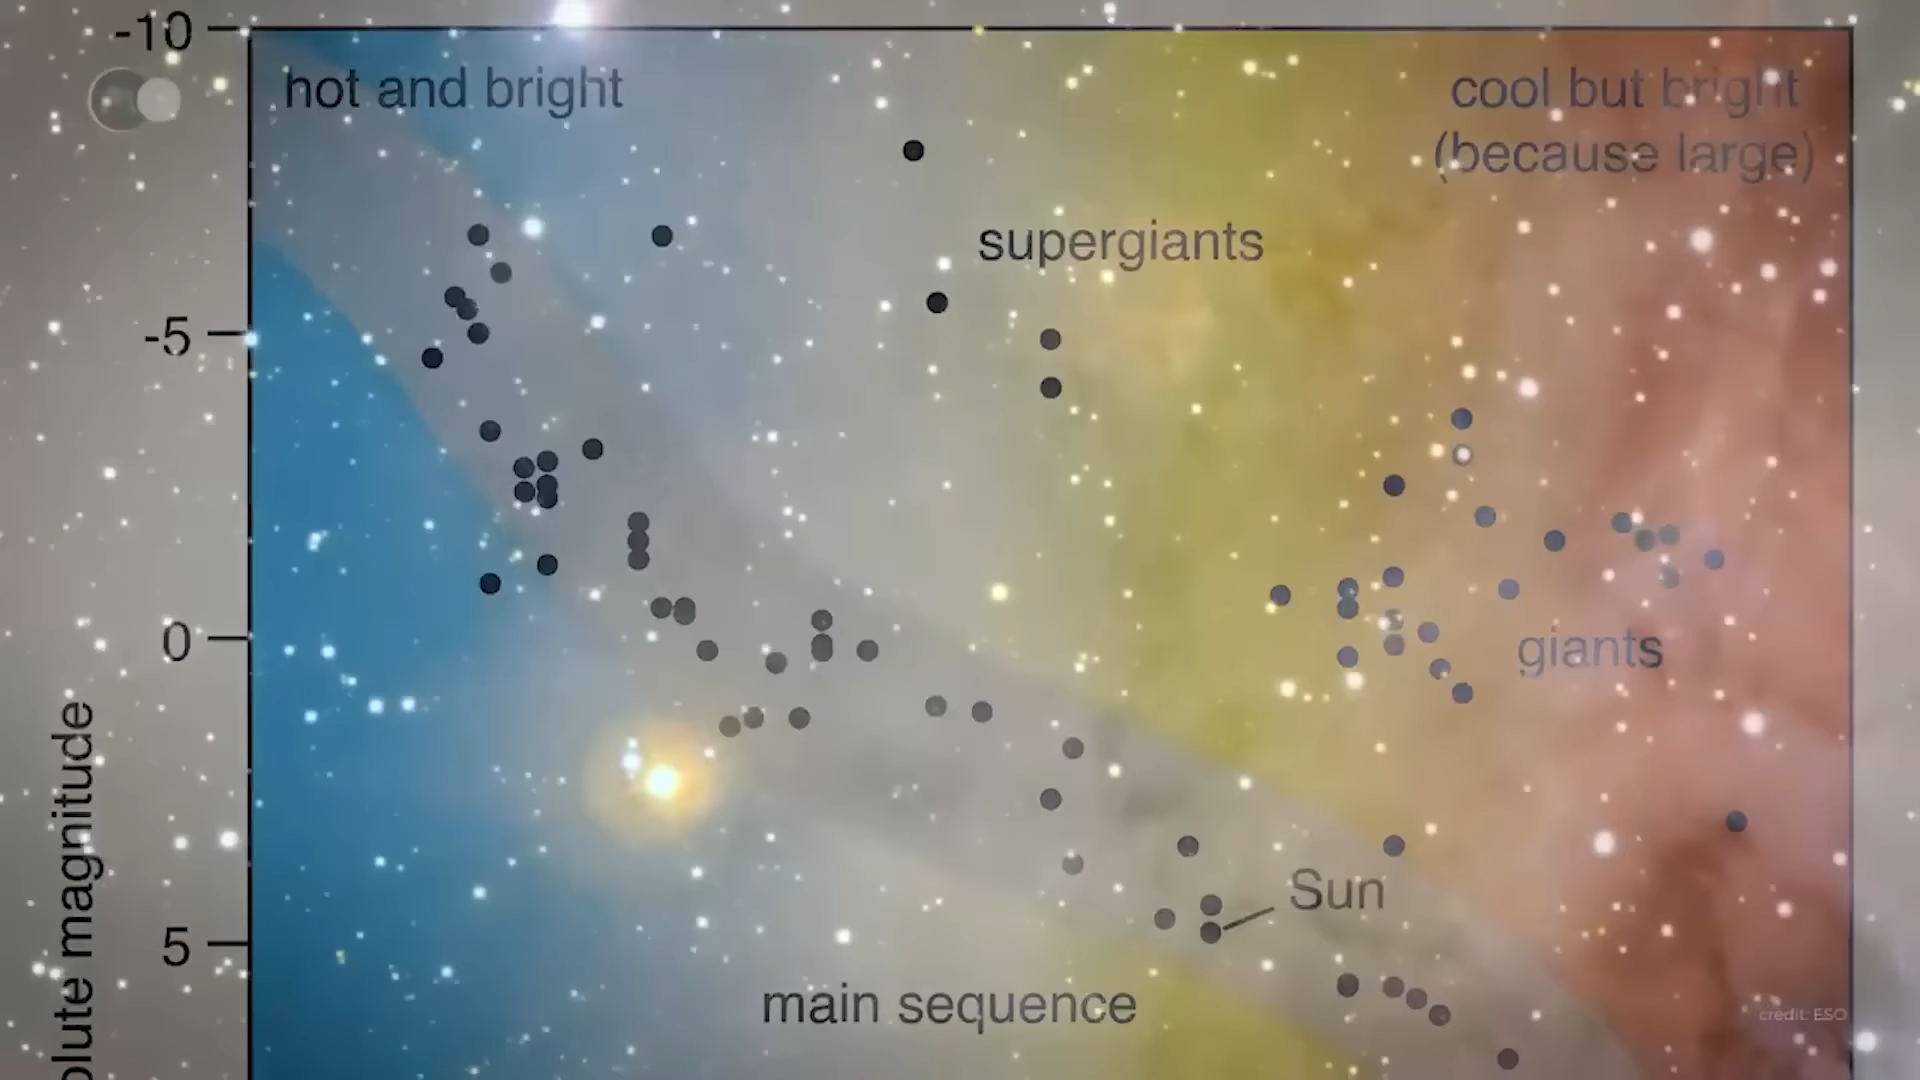 -10
hot and bright
cool but bright
(because large)
supergiants
-5
0
giants
Sun
5
main sequence
magnitude
credit: ESO